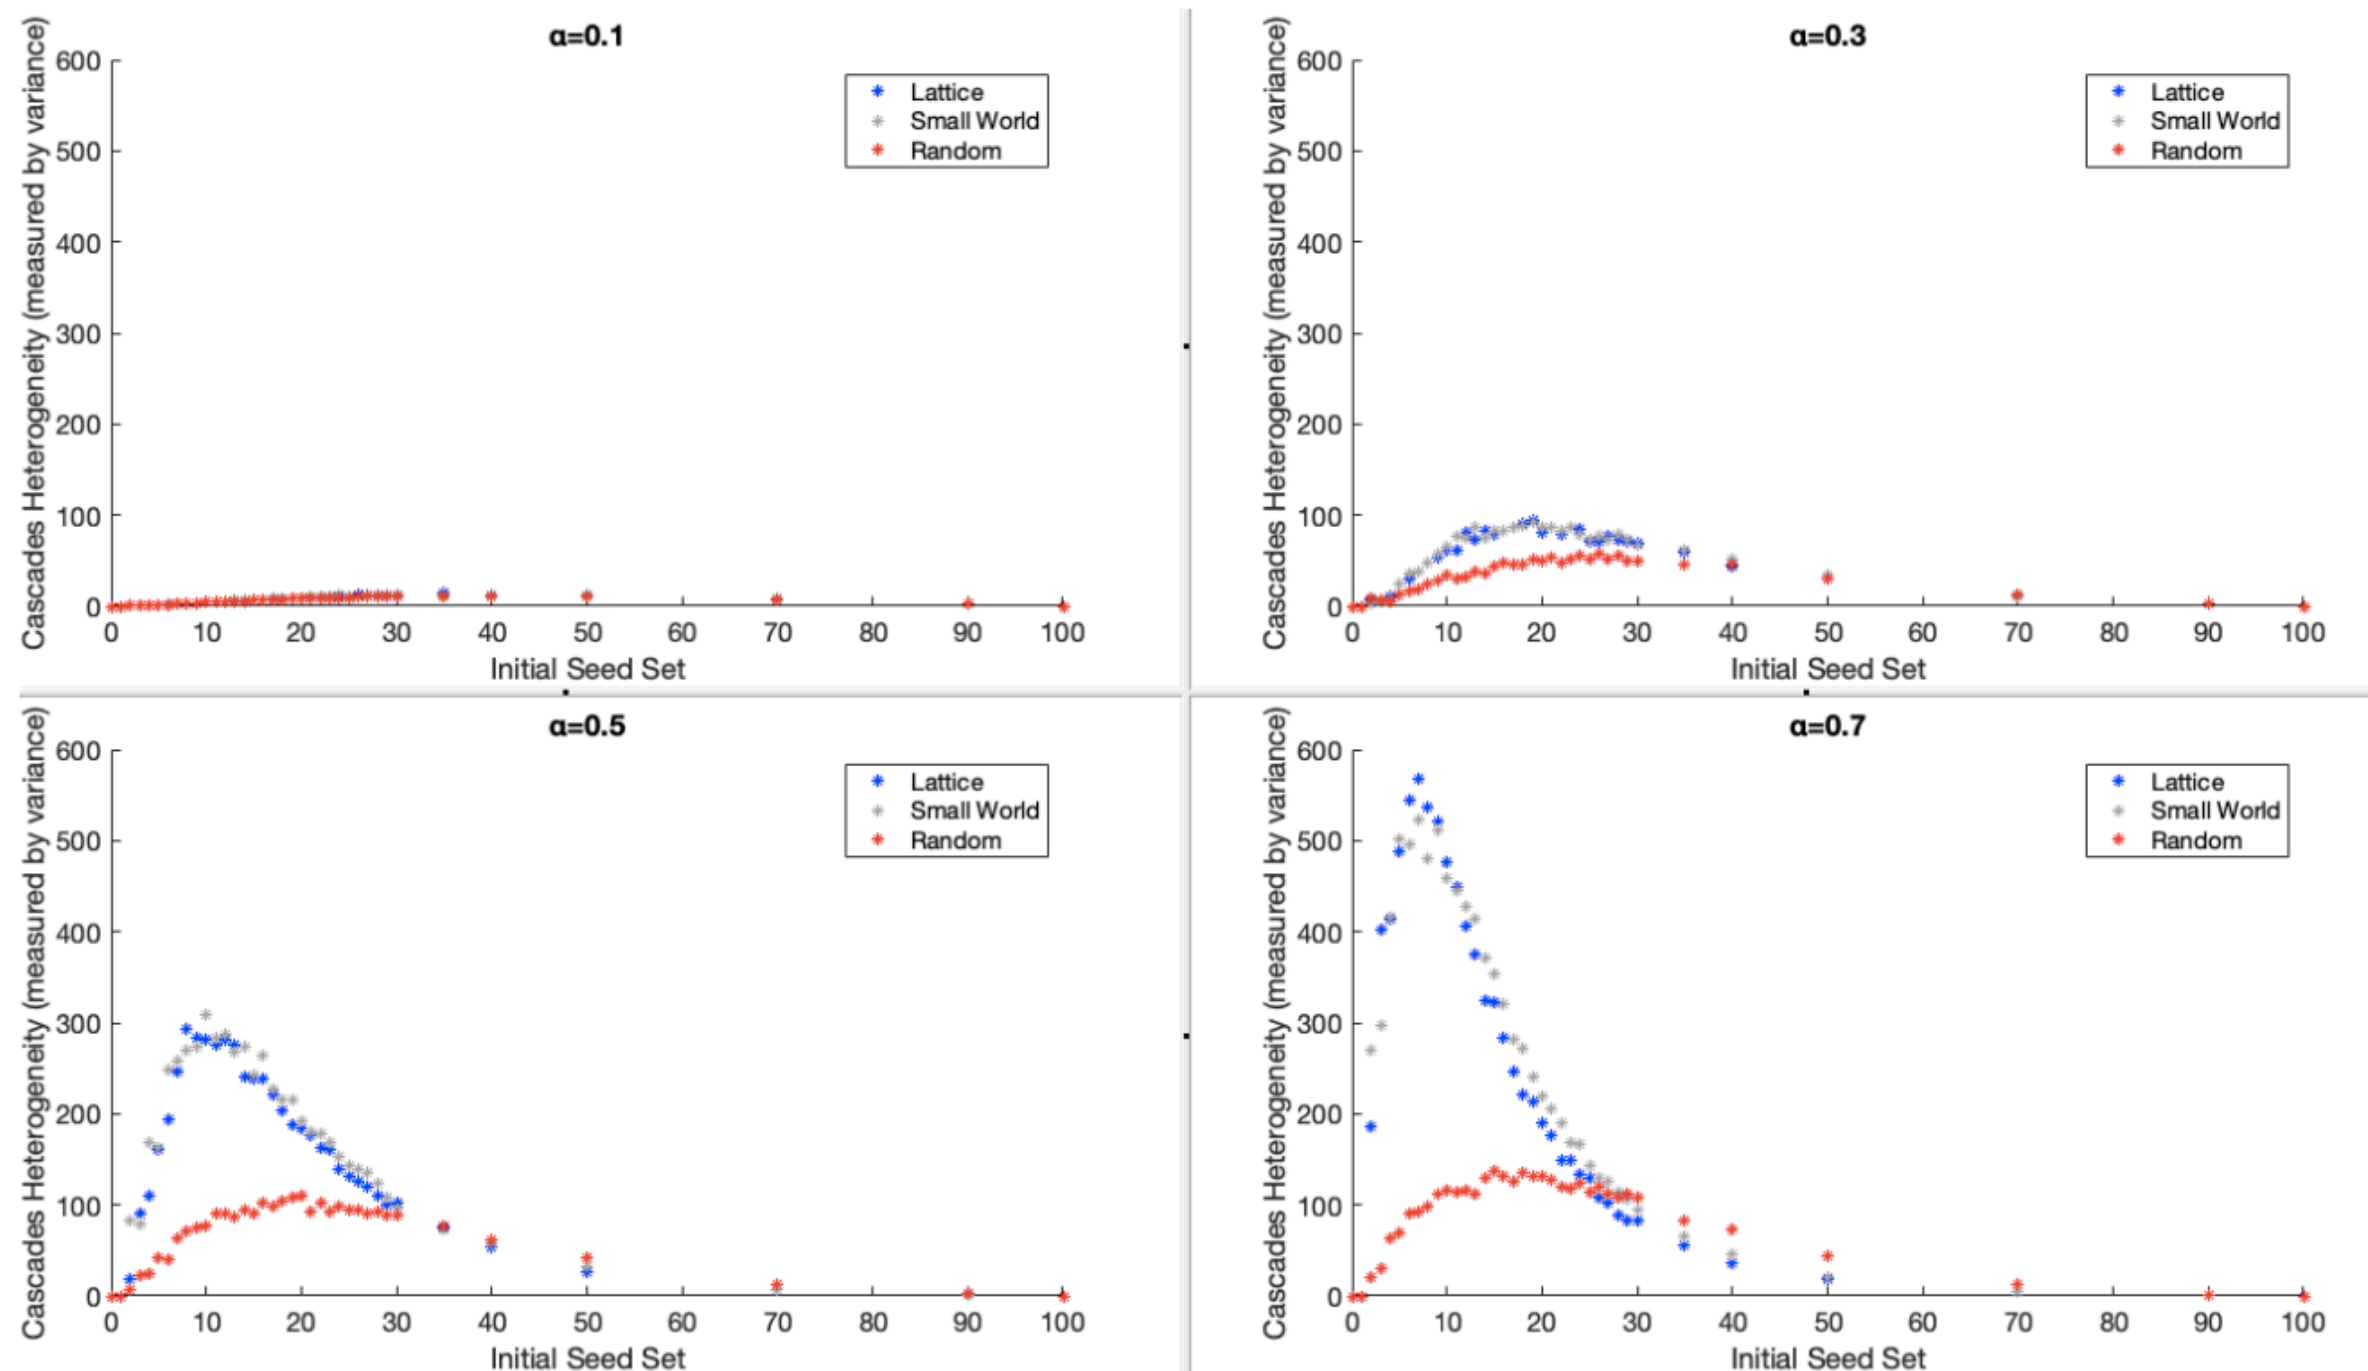 α=0.1
Cascades Heterogeneity (measured by variance)
600
500
400
300
200
100
0
Lattice
Small World
Random
0 10 20 30 40 50 60 70 80 90 100
Initial Seed Set
α=0.3
Cascades Heterogeneity (measured by variance)
600
500
400
300
200
100
0
Lattice
Small World
Random
0 10 20 30 40 50 60 70 80 90 100
Initial Seed Set
α=0.5
Cascades Heterogeneity (measured by variance)
600
500
400
300
200
100
0
Lattice
Small World
Random
0 10 20 30 40 50 60 70 80 90 100
Initial Seed Set
α=0.7
Cascades Heterogeneity (measured by variance)
600
500
400
300
200
100
0
Lattice
Small World
Random
0 10 20 30 40 50 60 70 80 90 100
Initial Seed Set